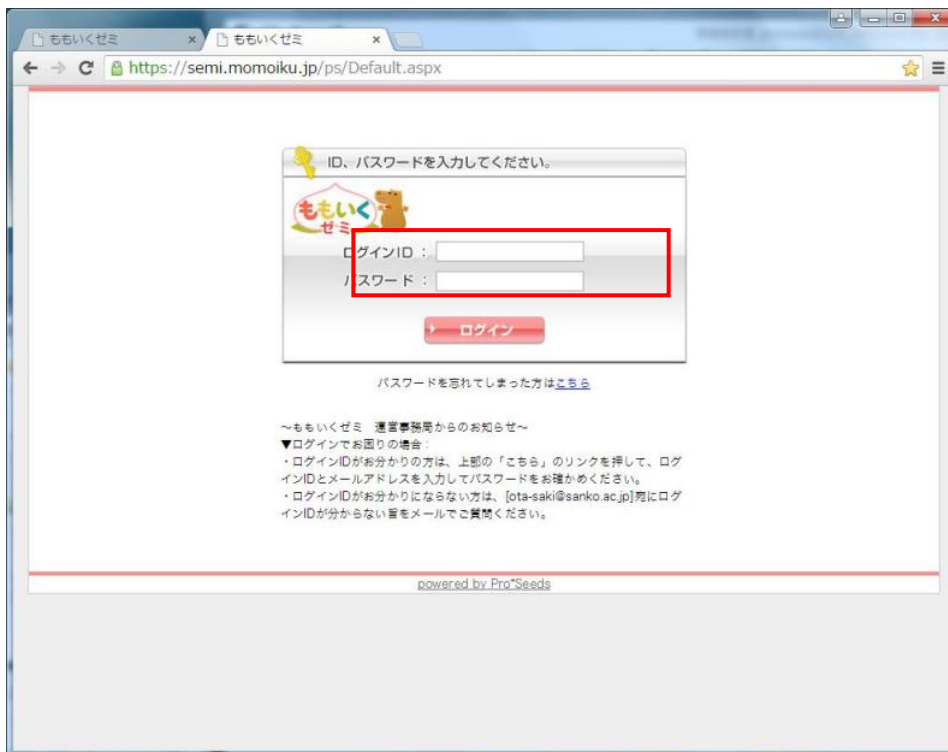 ももいくゼミ
ももいくゼミ
https://semi.momoiku.jp/ps/Default.aspx
ID、パスワードを入力してください。
ももいく
ゼミ
ログインID：
パスワード：
ログイン
パスワードを忘れてしまった方はこちら
～ももいくゼミ　運営事務局からのお知らせ～
▼ログインでお困りの場合：
・ログインIDがお分かりの方は、上部の「こちら」のリンクを押して、ログ
インIDとメールアドレスを入力してパスワードをお確かめください。
・ログインIDがお分かりにならない方は、[ota-saki@sanko.ac.jp]宛にログ
インIDが分からない旨をメールでご質問ください。
powered by Pro*Seeds